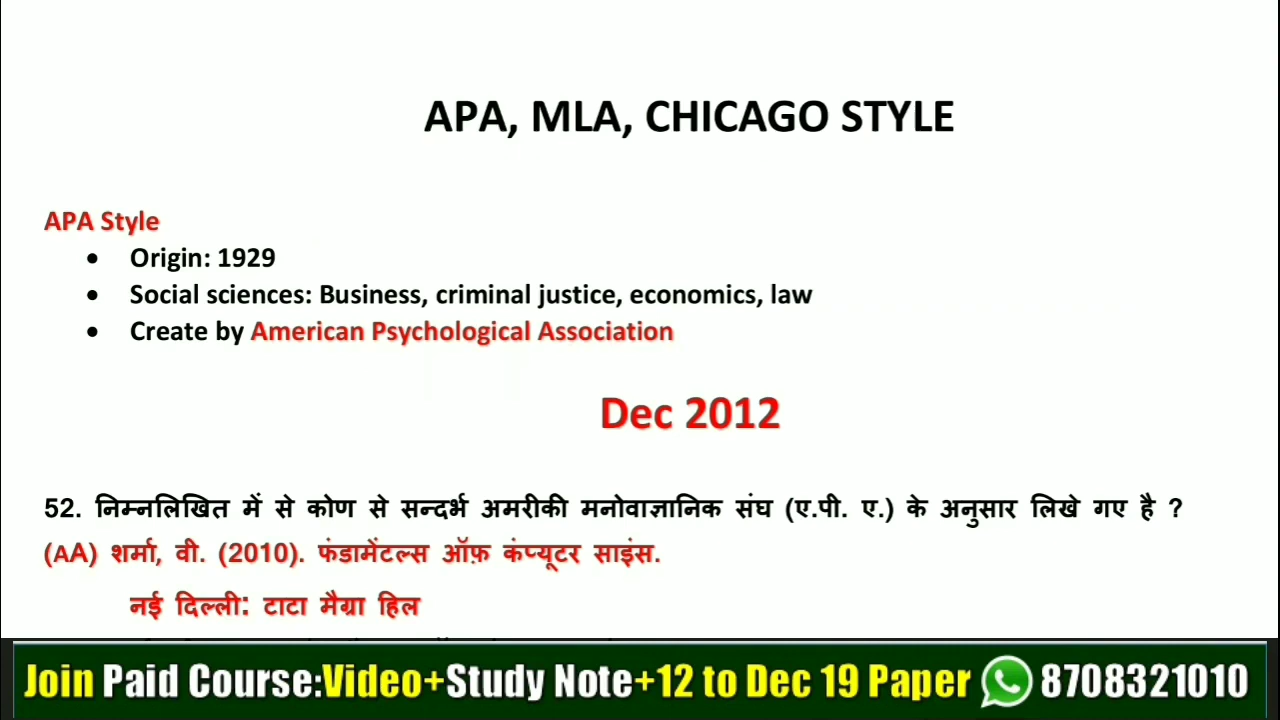 APA, MLA, CHICAGO STYLE
APA Style
• Origin: 1929
• Social sciences: Business, criminal justice, economics, law
• Create by American Psychological Association
Dec 2012
52. निम्नलिखित में से कोण से सन्दर्भ अमरीकी मनोवाज्ञानिक संघ (ए.पी. ए.) के अनुसार लिखे गए है ?
(AA) शर्मा, वी. (2010). फंडामेंटल्स ऑफ़ कंप्यूटर साइंस.
नई दिल्ली: टाटा मैग्रा हिल
Join Paid Course:Video+Study Note+12 to Dec 19 Paper 8708321010